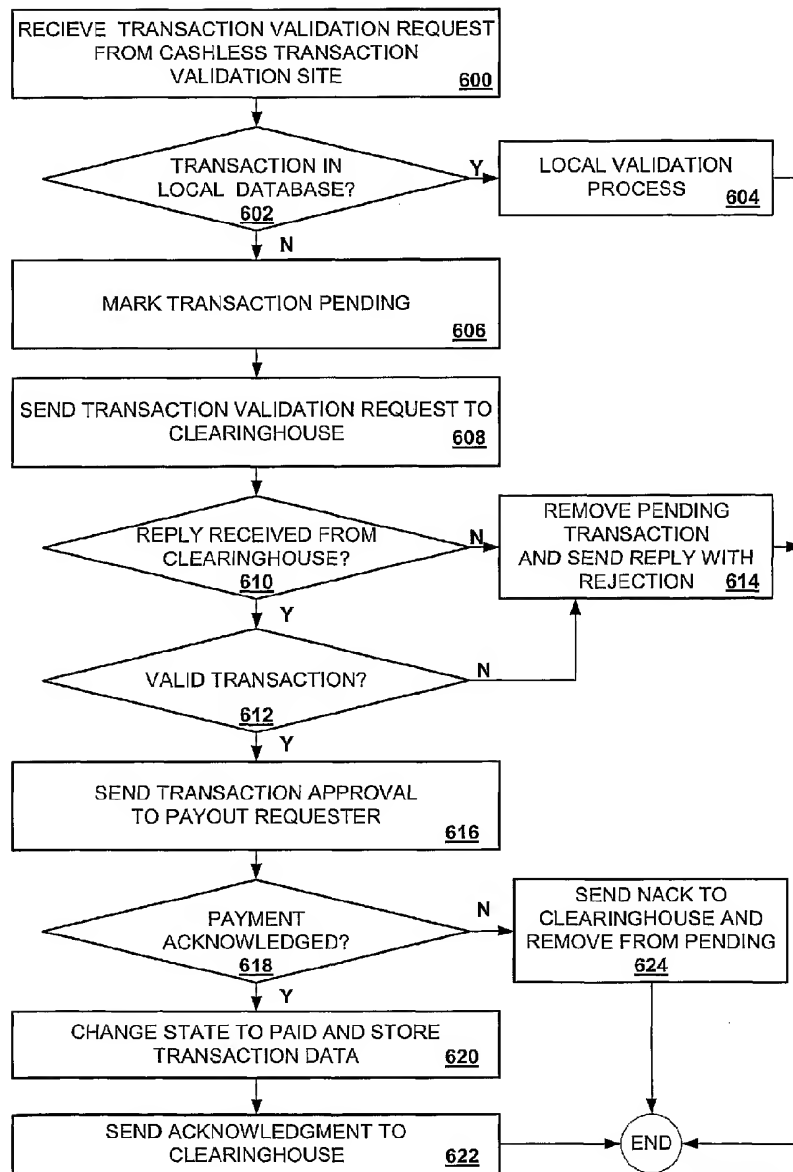 RECIEVE TRANSACTION VALIDATION REQUEST
FROM CASHLESS TRANSACTION
VALIDATION SITE
600
TRANSACTION IN
LOCAL DATABASE?
602
Y
N
LOCAL VALIDATION
PROCESS
604
MARK TRANSACTION PENDING
606
SEND TRANSACTION VALIDATION REQUEST TO
CLEARINGHOUSE
608
REPLY RECEIVED FROM
CLEARINGHOUSE?
610
N
Y
REMOVE PENDING
TRANSACTION
AND SEND REPLY WITH
REJECTION
614
VALID TRANSACTION?
612
N
Y
SEND TRANSACTION APPROVAL
TO PAYOUT REQUESTER
616
PAYMENT
ACKNOWLEDGED?
618
N
Y
SEND NACK TO
CLEARINGHOUSE AND
REMOVE FROM PENDING
624
CHANGE STATE TO PAID AND STORE
TRANSACTION DATA
620
SEND ACKNOWLEDGMENT TO
CLEARINGHOUSE
622
END